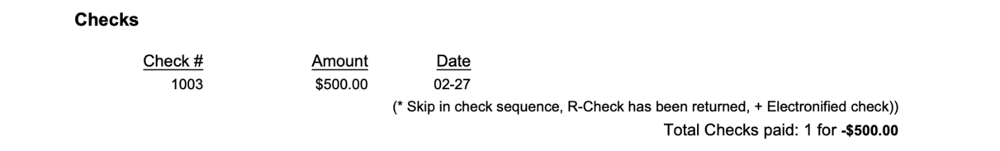 Checks
Check # Amount Date
1003 $500.00 02-27
(* Skip in check sequence, R-Check has been returned, + Electronified check))
Total Checks paid: 1 for -$500.00